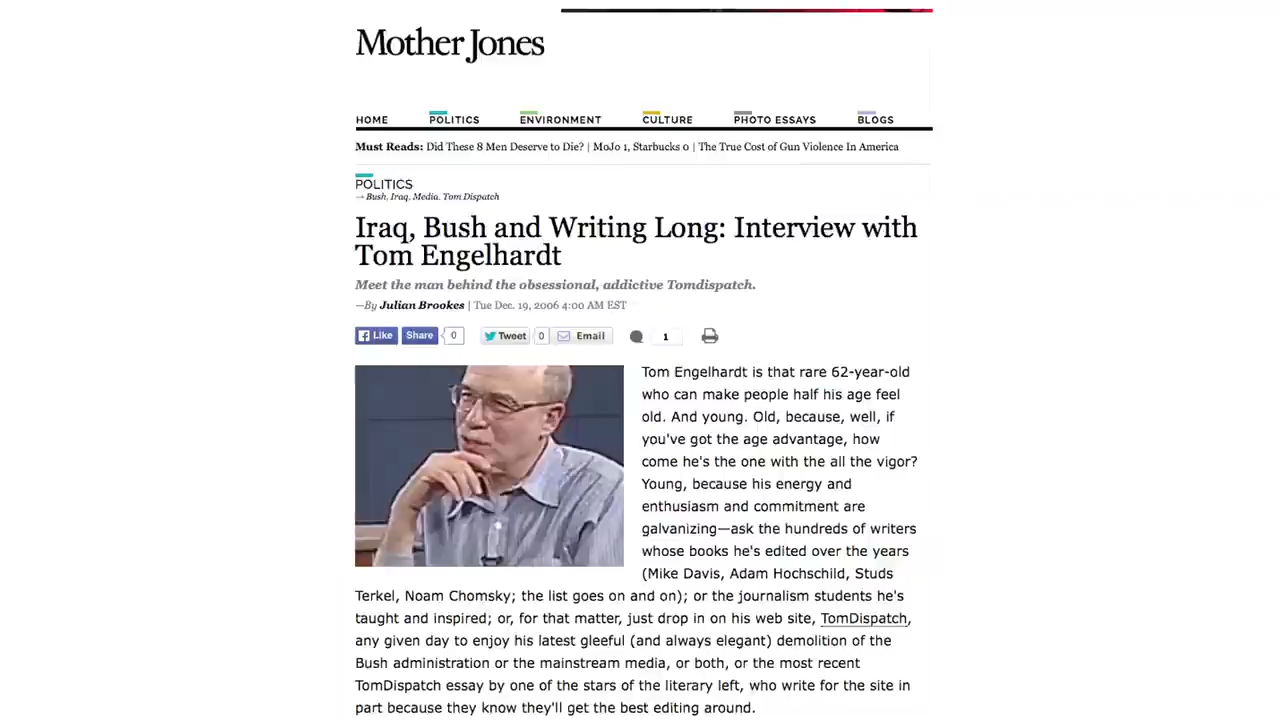 Mother Jones
HOME POLITICS ENVIRONMENT CULTURE PHOTO ESSAYS BLOGS
Must Reads: Did These 8 Men Deserve to Die? | MoJo 1, Starbucks 0 | The True Cost of Gun Violence In America
POLITICS
→ Bush, Iraq, Media, Tom Dispatch
Iraq, Bush and Writing Long: Interview with
Tom Engelhardt
Meet the man behind the obsessional, addictive Tomdispatch.
—By Julian Brookes | Tue Dec. 19, 2006 4:00 AM EST
Like Share 0 Tweet 0 Email 1
Tom Engelhardt is that rare 62-year-old
who can make people half his age feel
old. And young. Old, because, well, if
you've got the age advantage, how
come he's the one with the all the vigor?
Young, because his energy and
enthusiasm and commitment are
galvanizing—ask the hundreds of writers
whose books he's edited over the years
(Mike Davis, Adam Hochschild, Studs
Terkel, Noam Chomsky; the list goes on and on); or the journalism students he's
taught and inspired; or, for that matter, just drop in on his web site, TomDispatch,
any given day to enjoy his latest gleeful (and always elegant) demolition of the
Bush administration or the mainstream media, or both, or the most recent
TomDispatch essay by one of the stars of the literary left, who write for the site in
part because they know they'll get the best editing around.